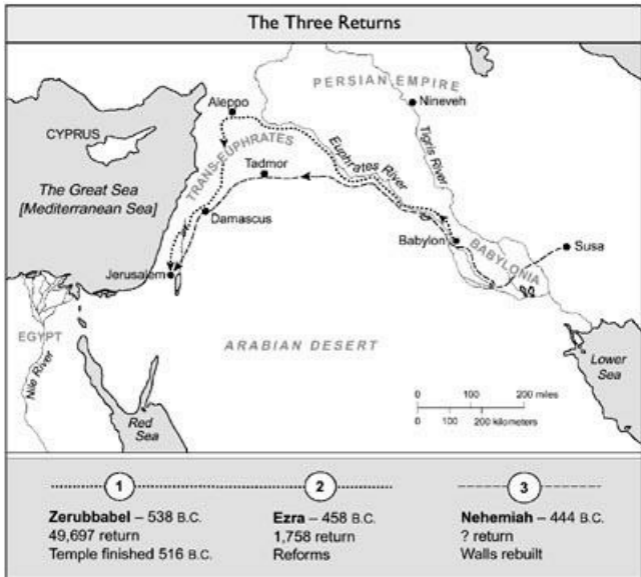 The Three Returns
PERSIAN EMPIRE
Aleppo
Nineveh
CYPRUS
TRANS-EUPHRATES
Euphrates River
Tigris River
Tadmor
The Great Sea
[Mediterranean Sea]
Damascus
Babylon
BABYLONIA
Susa
Jerusalem
EGYPT
Nile River
ARABIAN DESERT
Lower
Sea
Red
Sea
0 100 200 miles
0 100 200 kilometers
1
2
3
Zerubbabel – 538 B.C.
49,697 return
Temple finished 516 B.C.
Ezra – 458 B.C.
1,758 return
Reforms
Nehemiah – 444 B.C.
? return
Walls rebuilt